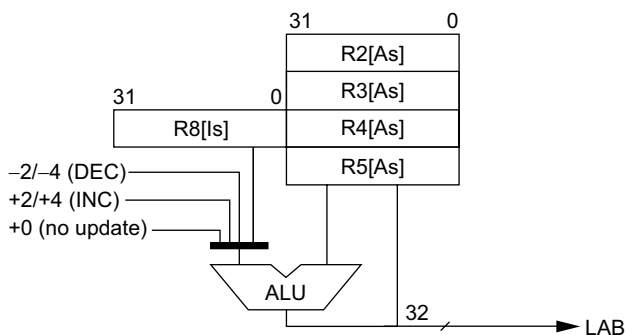 31 0
R2[As]
R3[As]
31 0
R8[Is] R4[As]
R5[As]
–2/–4 (DEC)
+2/+4 (INC)
+0 (no update)
ALU
32
LAB